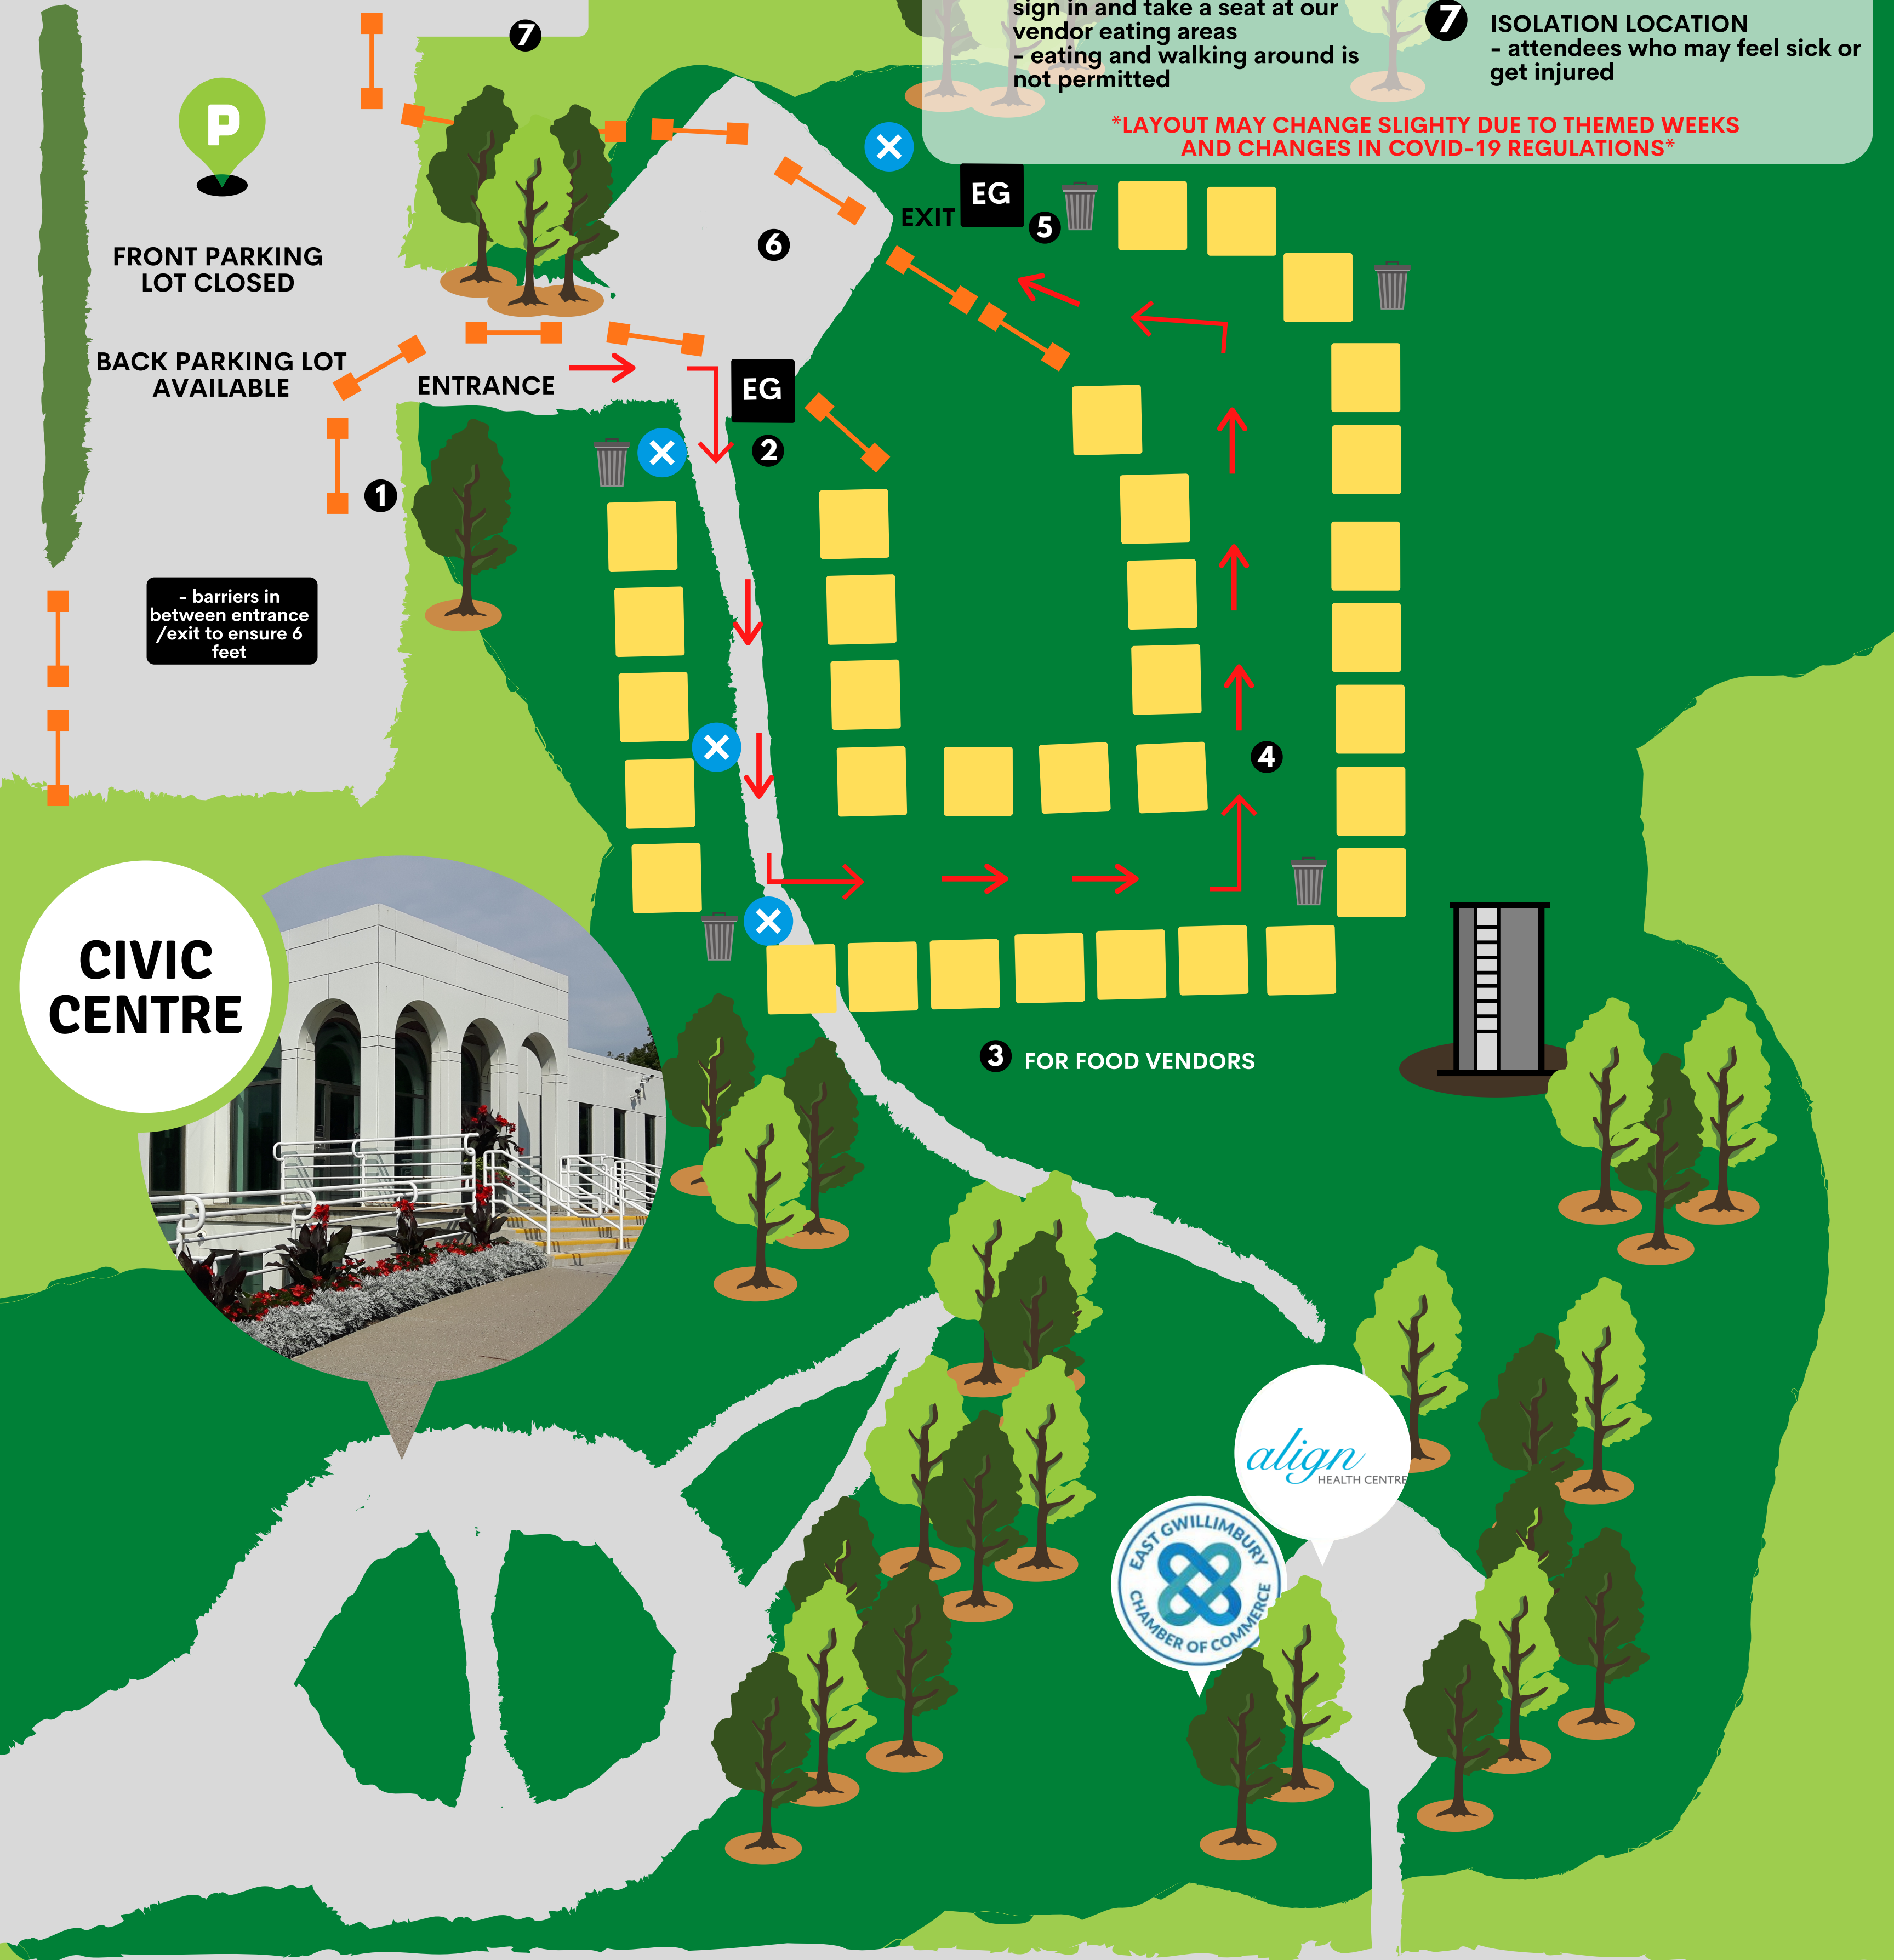 sign in and take a seat at our
vendor eating areas
- eating and walking around is
not permitted
7
ISOLATION LOCATION
- attendees who may feel sick or
get injured
*LAYOUT MAY CHANGE SLIGHTY DUE TO THEMED WEEKS
AND CHANGES IN COVID-19 REGULATIONS*
7
P
EXIT
EG
5
6
FRONT PARKING
LOT CLOSED
BACK PARKING LOT
AVAILABLE
ENTRANCE
EG
2
1
- barriers in
between entrance
/exit to ensure 6
feet
4
CIVIC
CENTRE
3 FOR FOOD VENDORS
align
HEALTH CENTRE
EAST GWILLIMBURY
CHAMBER OF COMMERCE